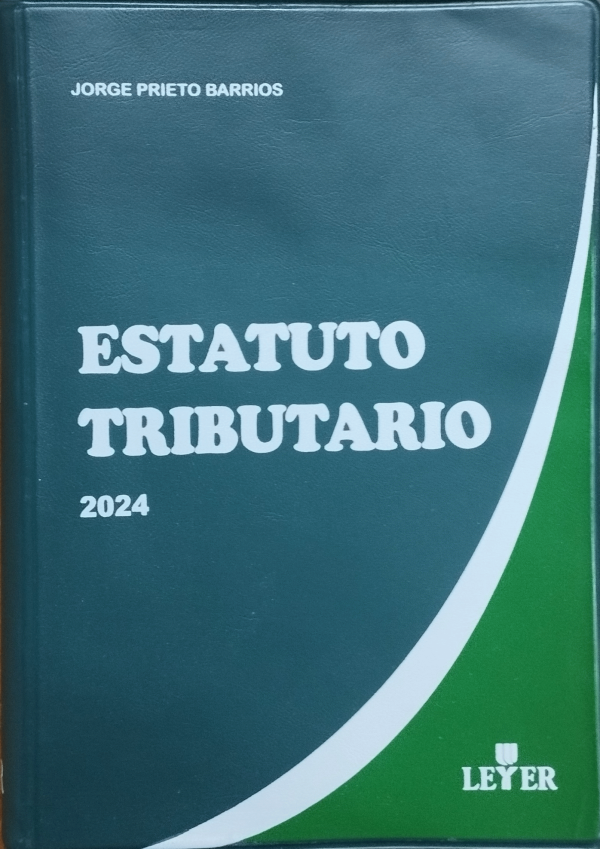 JORGE PRIETO BARRIOS
ESTATUTO
TRIBUTARIO
2024
LEYER